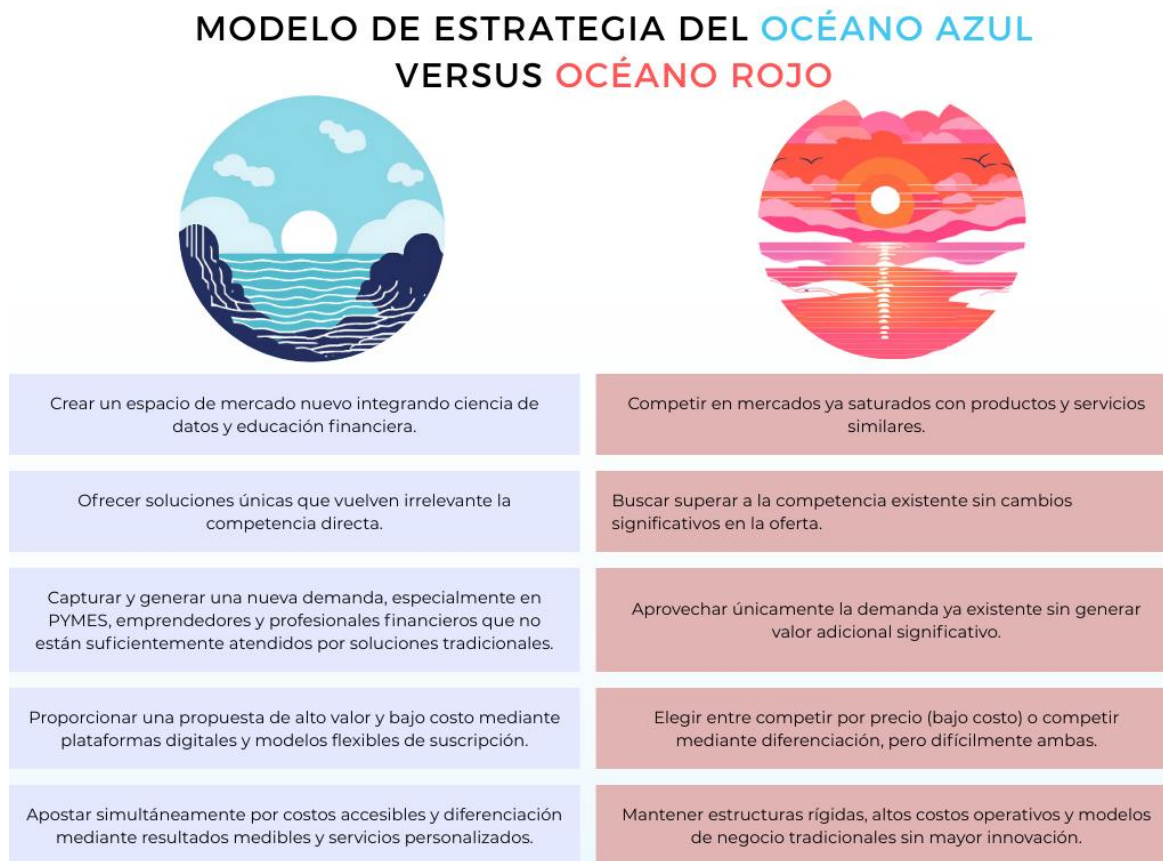 MODELO DE ESTRATEGIA DEL OCÉANO AZUL
VERSUS OCÉANO ROJO
Crear un espacio de mercado nuevo integrando ciencia de
datos y educación financiera.
Competir en mercados ya saturados con productos y servicios
similares.
Ofrecer soluciones únicas que vuelven irrelevante la
competencia directa.
Buscar superar a la competencia existente sin cambios
significativos en la oferta.
Capturar y generar una nueva demanda, especialmente en
PYMES, emprendedores y profesionales financieros que no
están suficientemente atendidos por soluciones tradicionales.
Aprovechar únicamente la demanda ya existente sin generar
valor adicional significativo.
Proporcionar una propuesta de alto valor y bajo costo mediante
plataformas digitales y modelos flexibles de suscripción.
Elegir entre competir por precio (bajo costo) o competir
mediante diferenciación, pero difícilmente ambas.
Apostar simultáneamente por costos accesibles y diferenciación
mediante resultados medibles y servicios personalizados.
Mantener estructuras rígidas, altos costos operativos y modelos
de negocio tradicionales sin mayor innovación.